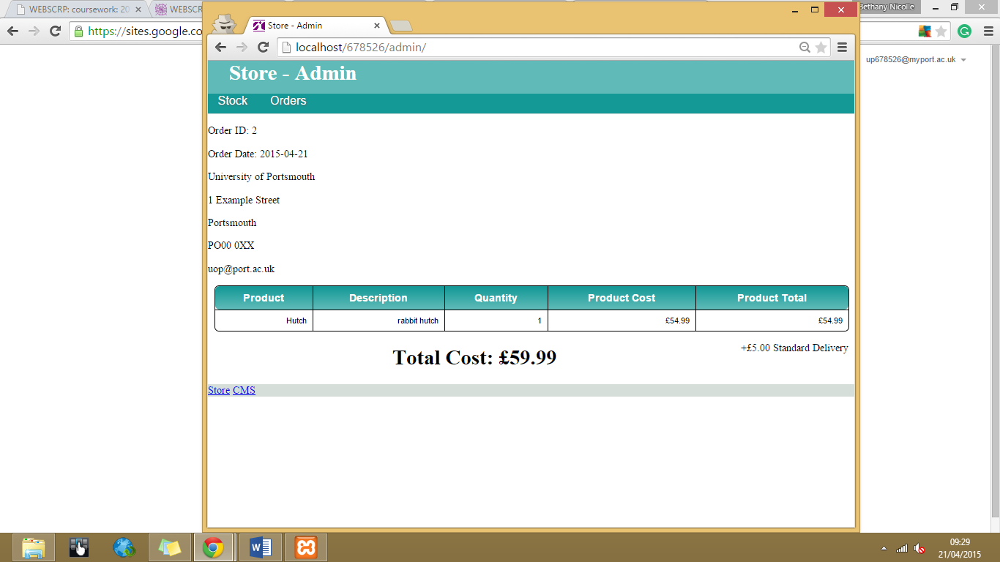 WEBSCRP: coursework: 20
WEBSCR
Bethany Nicolle
https://sites.google.co
up678526@myport.ac.uk
Store - Admin
localhost/678526/admin/
Store - Admin
Stock Orders
Order ID: 2
Order Date: 2015-04-21
University of Portsmouth
1 Example Street
Portsmouth
PO00 0XX
uop@port.ac.uk
Product Description Quantity Product Cost Product Total
Hutch rabbit hutch 1 £54.99 £54.99
+£5.00 Standard Delivery
Total Cost: £59.99
Store CMS
09:29
21/04/2015